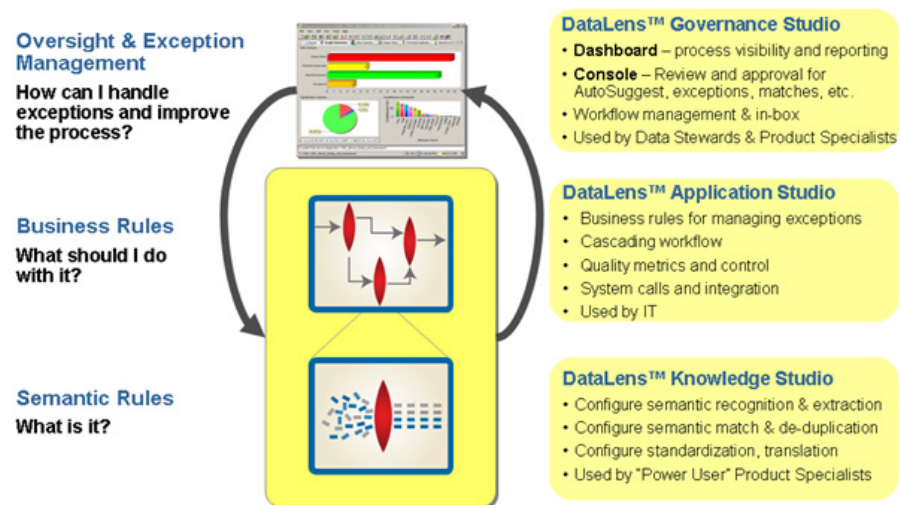 Oversight & Exception
Management
How can I handle
exceptions and improve
the process?
Business Rules
What should I do
with it?
Semantic Rules
What is it?
DataLens™ Governance Studio
• Dashboard – process visibility and reporting
• Console – Review and approval for
AutoSuggest, exceptions, matches, etc.
• Workflow management & in-box
• Used by Data Stewards & Product Specialists
DataLens™ Application Studio
• Business rules for managing exceptions
• Cascading workflow
• Quality metrics and control
• System calls and integration
• Used by IT
DataLens™ Knowledge Studio
• Configure semantic recognition & extraction
• Configure semantic match & de-duplication
• Configure standardization, translation
• Used by "Power User" Product Specialists